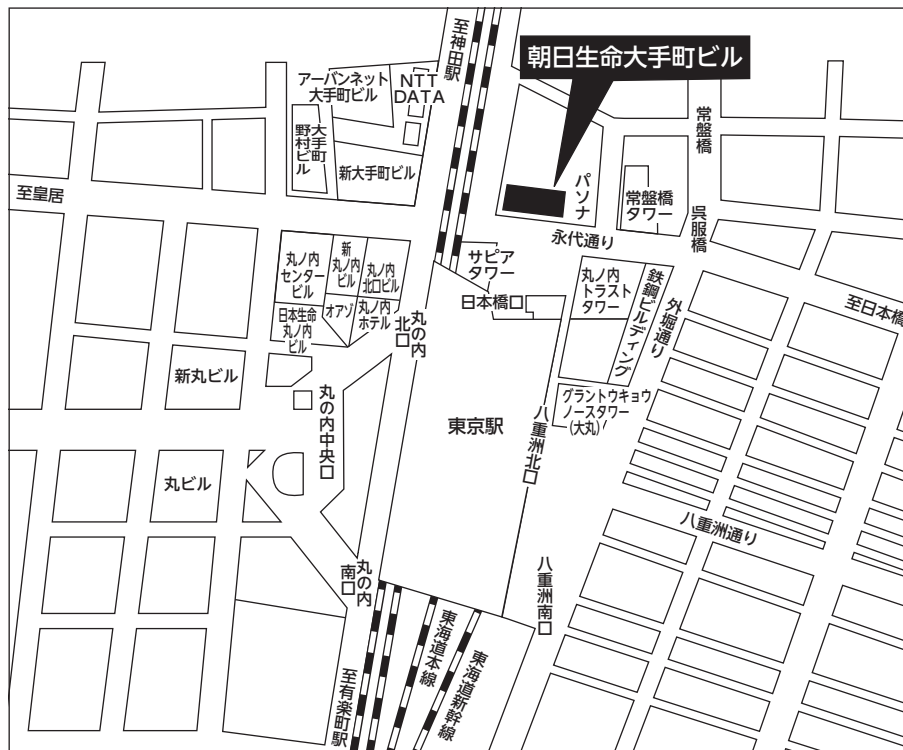 至神田駅
朝日生命大手町ビル
アーバンネット
大手町ビル
NTT
DATA
大手町
野村ビル
新大手町ビル
常盤橋
パソナ
常盤橋
タワー
呉服橋
至皇居
永代通り
丸ノ内
センター
ビル
新
丸ノ内
ビル
丸ノ内
北口ビル
サピア
タワー
丸ノ内
トラスト
タワー
鉄鋼ビルディング
外堀通り
至日本橋
日本橋口
日本生命
丸ノ内
ビル
オアゾ
丸ノ内
ホテル
丸の内
北口
新丸ビル
グラントウキョウ
ノースタワー
(大丸)
丸の内中央口
東京駅
八重洲北口
丸ビル
八重洲通り
丸の内
南口
八重洲南口
東海道本線
東海道新幹線
至有楽町駅